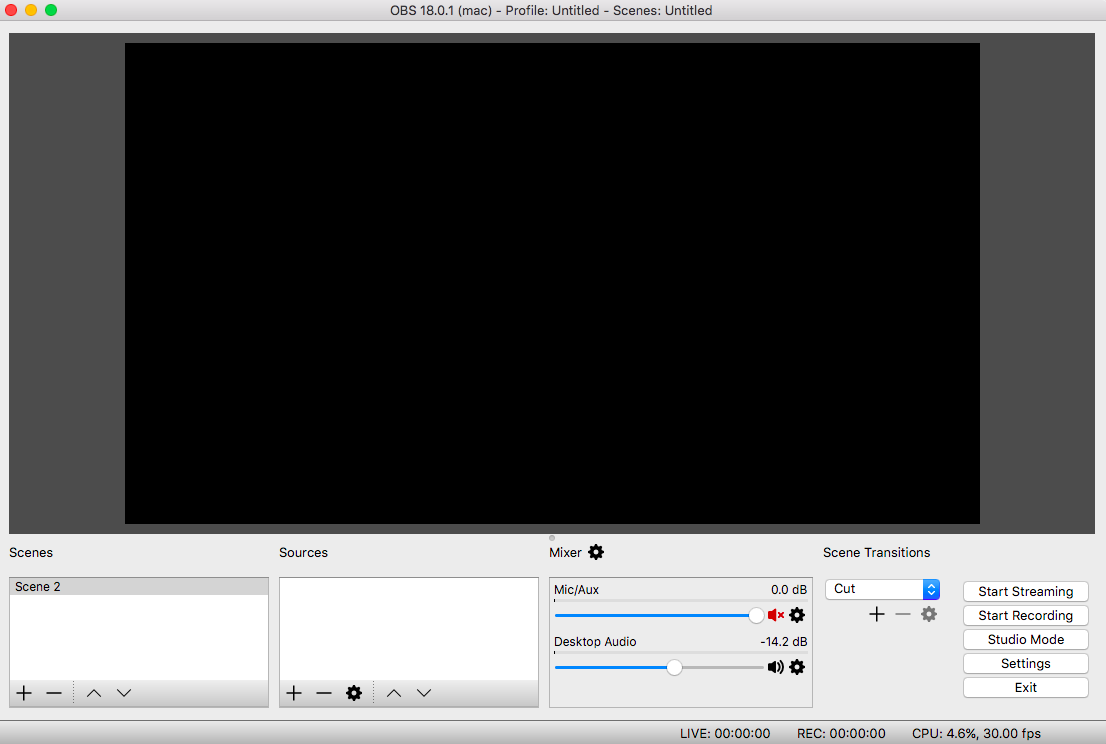 OBS 18.0.1 (mac) - Profile: Untitled - Scenes: Untitled
Scenes
Sources
Mixer
Scene Transitions
Scene 2
Mic/Aux 0.0 dB
Desktop Audio -14.2 dB
Cut
Start Streaming
Start Recording
Studio Mode
Settings
Exit
LIVE: 00:00:00 REC: 00:00:00 CPU: 4.6%, 30.00 fps